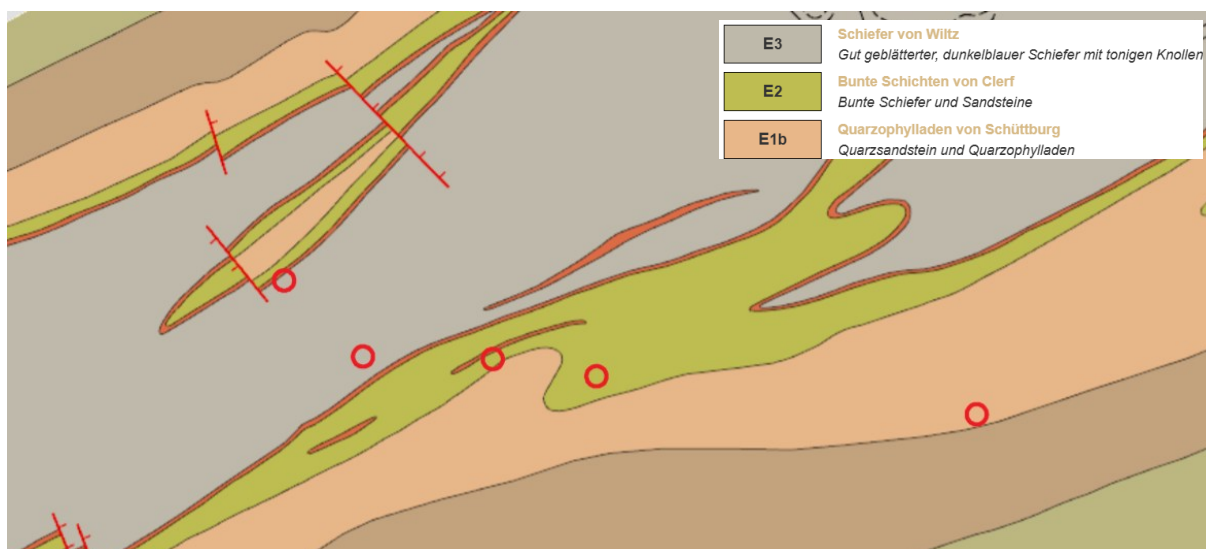 E3
Schiefer von Wiltz
Gut geblätterter, dunkelblauer Schiefer mit tonigen Knollen
E2
Bunte Schichten von Clerf
Bunte Schiefer und Sandsteine
E1b
Quarzophylladen von Schüttburg
Quarzsandstein und Quarzophylladen